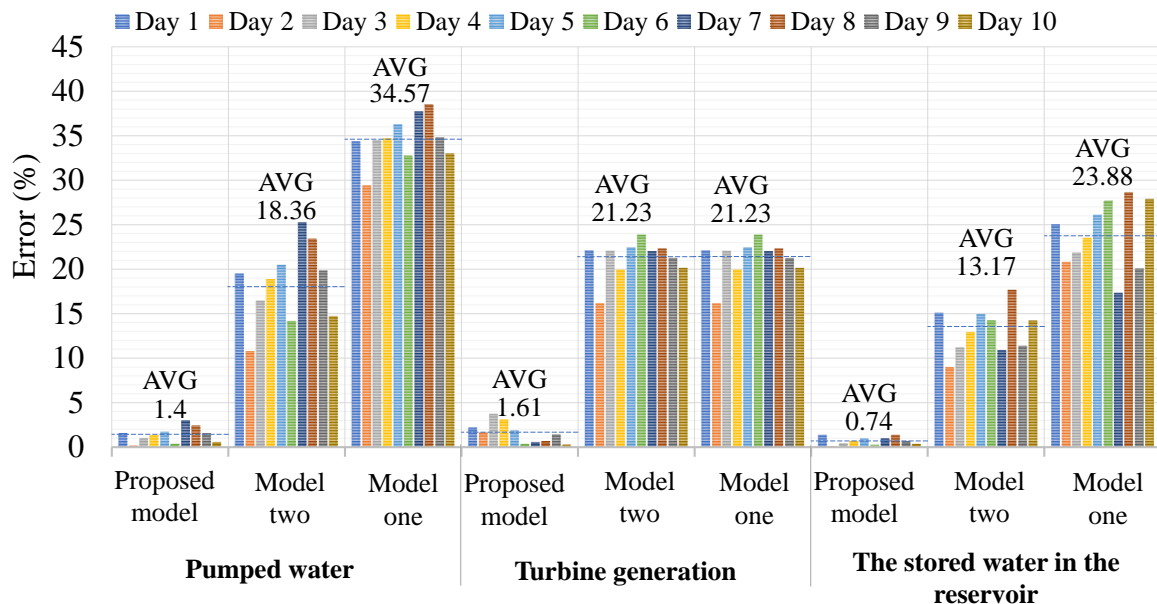 Day 1 Day 2 Day 3 Day 4 Day 5 Day 6 Day 7 Day 8 Day 9 Day 10
Error (%)
45
40
35
30
25
20
15
10
5
0
AVG
1.4
AVG
18.36
AVG
34.57
AVG
1.61
AVG
21.23
AVG
21.23
AVG
0.74
AVG
13.17
AVG
23.88
Proposed
model
Model
two
Model
one
Proposed
model
Model
two
Model
one
Proposed
model
Model
two
Model
one
Pumped water
Turbine generation
The stored water in the
reservoir